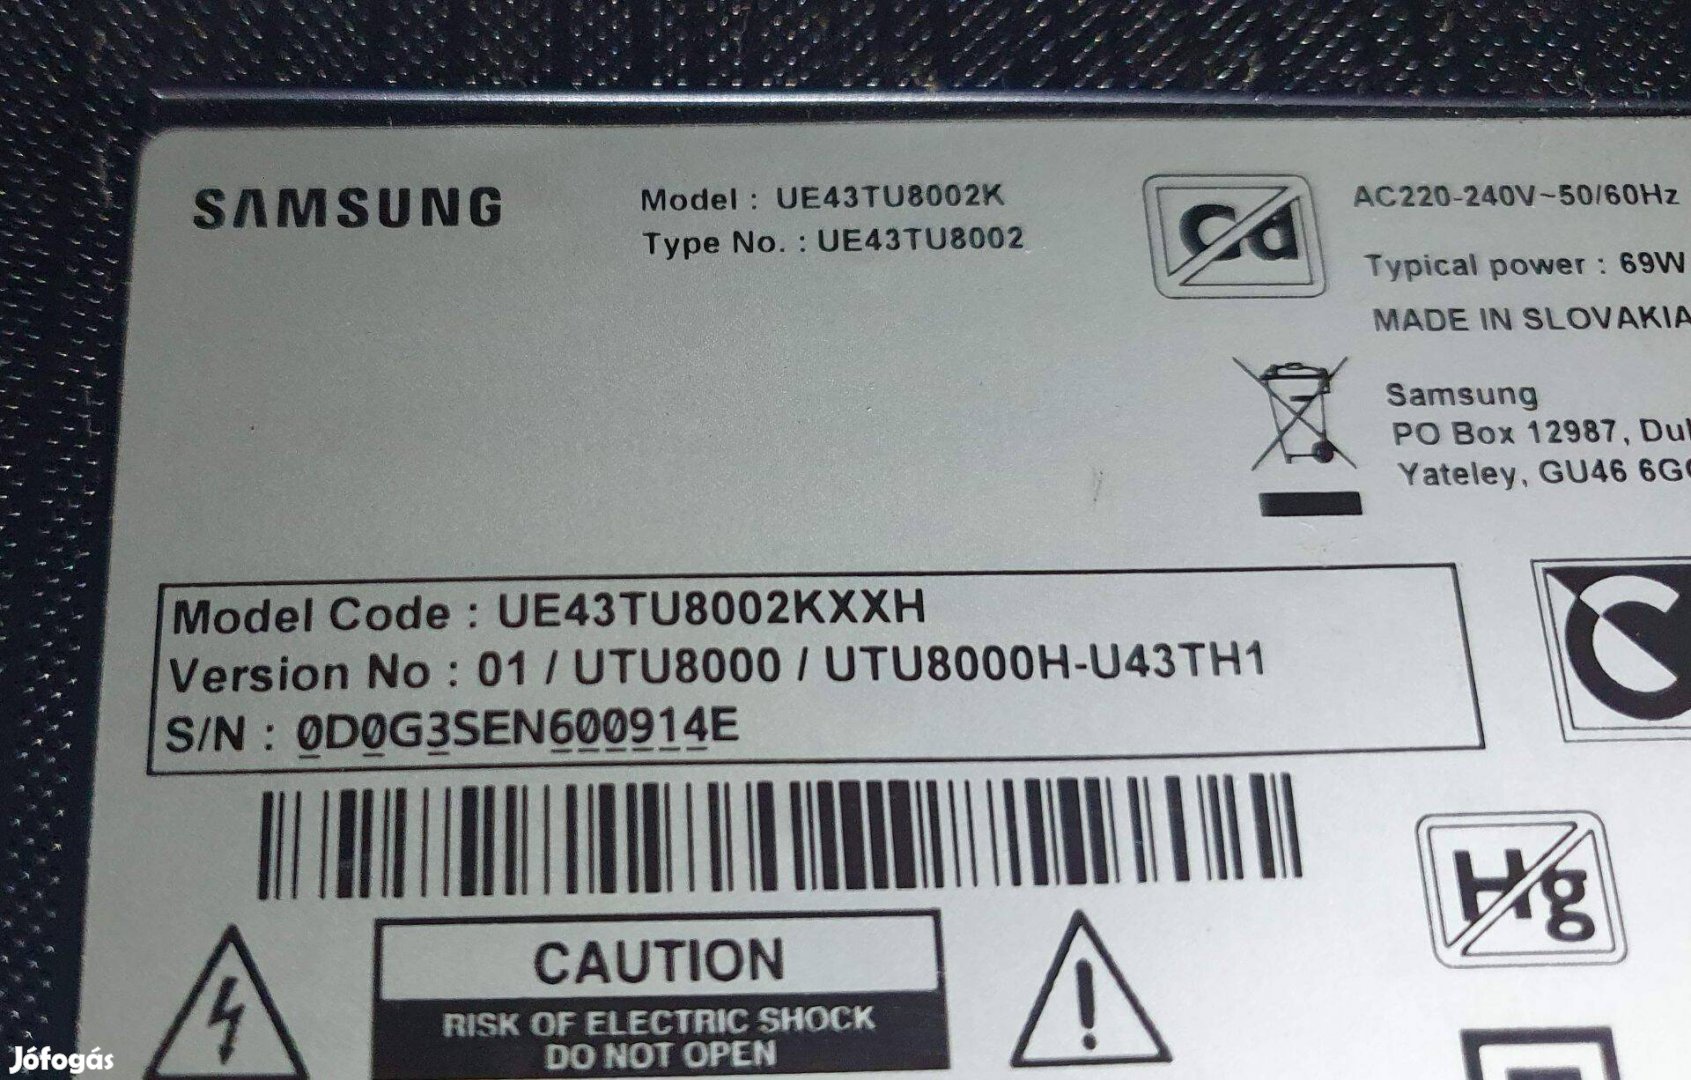 SAMSUNG
Model : UE43TU8002K
Type No. : UE43TU8002
Cd
AC220-240V~50/60Hz
Typical power : 69W
MADE IN SLOVAKIA
Samsung
PO Box 12987,
Yateley, GU46
Model Code : UE43TU8002KXXH
Version No : 01 / UTU8000 / UTU8000H-U43TH1
S/N : 0D0G3SEN600914E
Hg
CAUTION
RISK OF ELECTRIC SHOCK
DO NOT OPEN
Jófogás